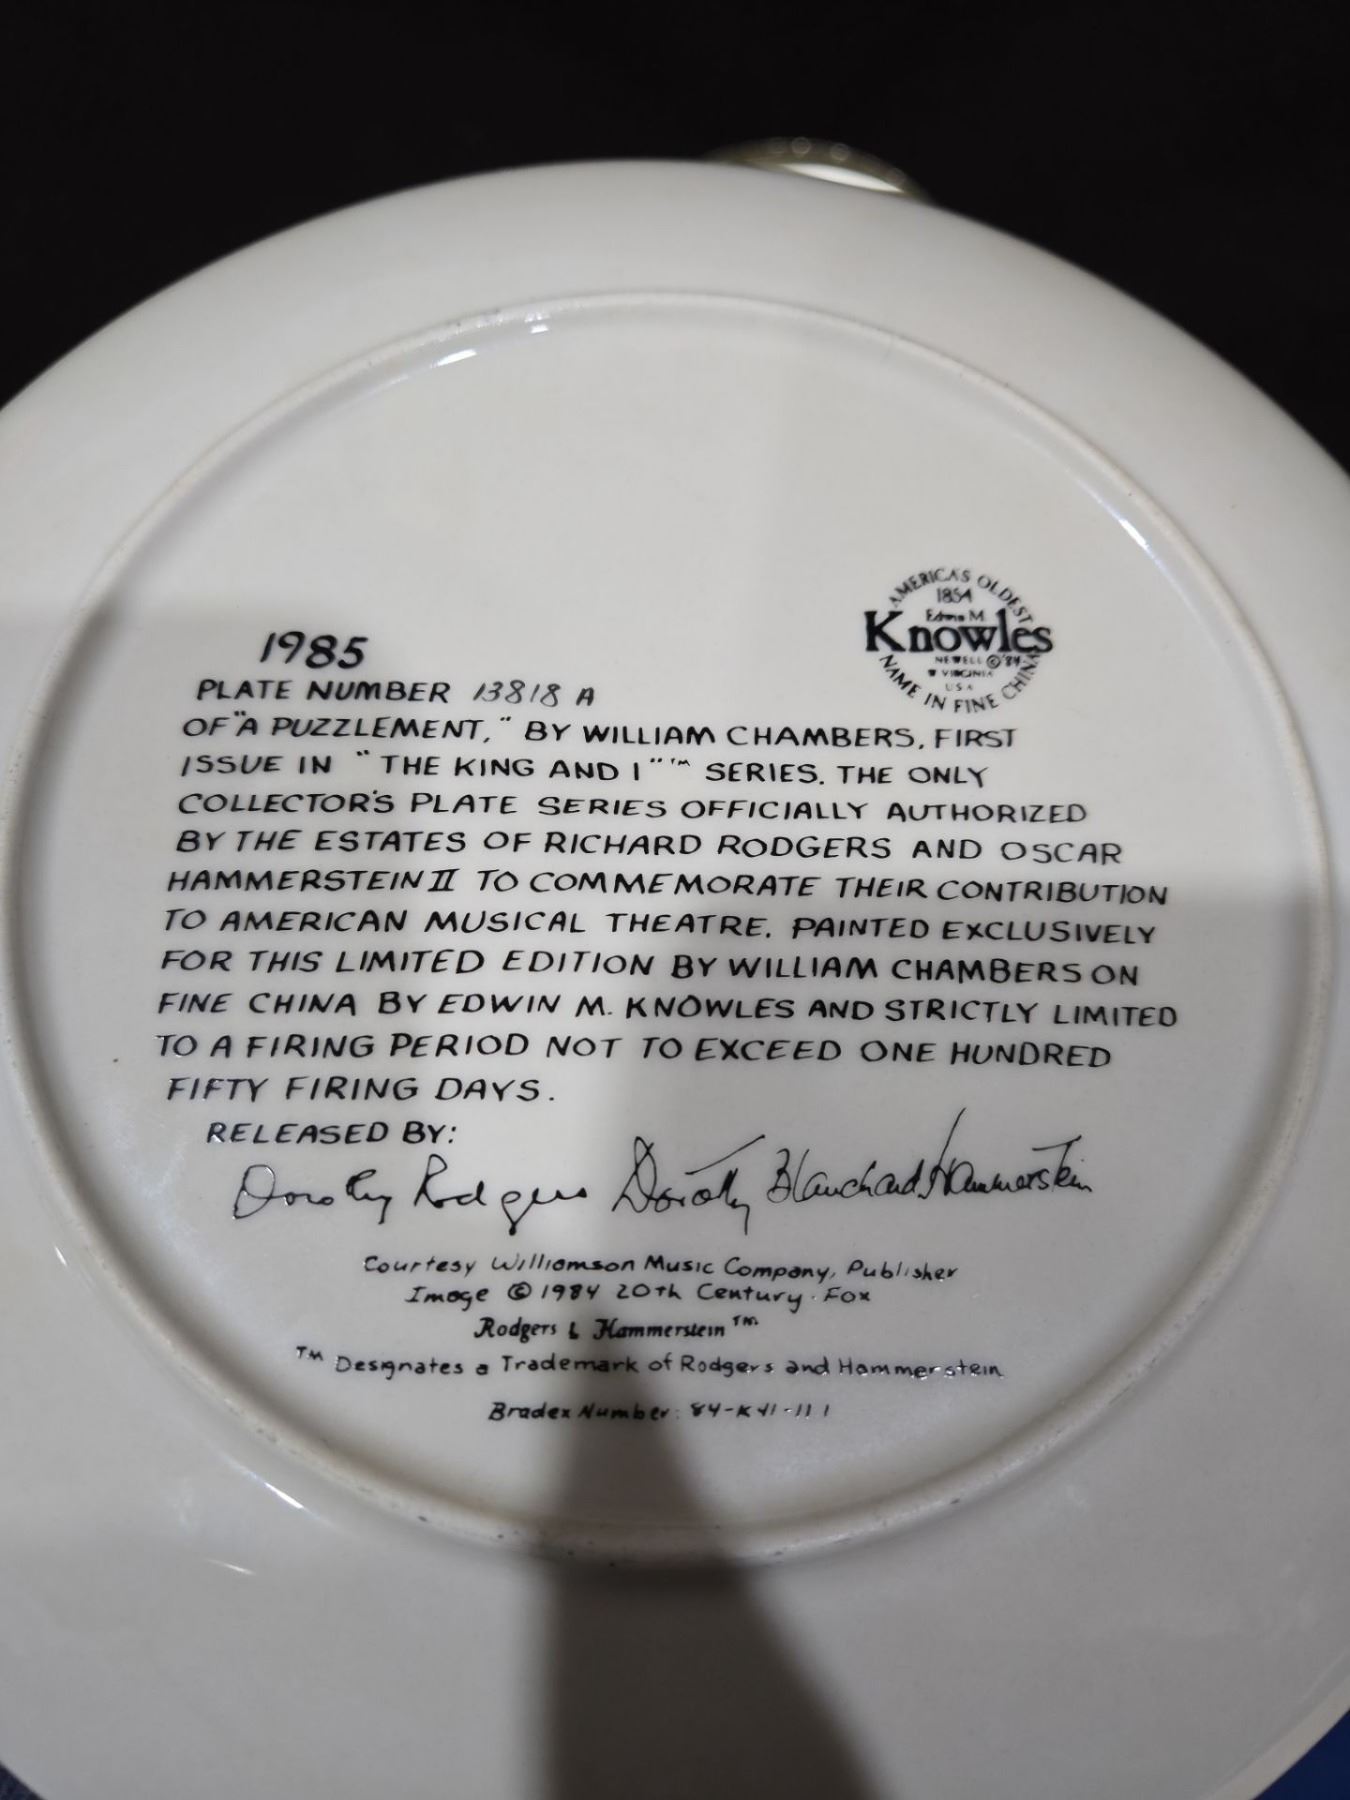 AMERICA'S OLDEST
1854
Edwin M.
Knowles
NEWELL © '84
W VIRGINIA
USA
NAME IN FINE CHINA
1985
PLATE NUMBER 13818 A
OF "A PUZZLEMENT," BY WILLIAM CHAMBERS, FIRST
ISSUE IN "THE KING AND I"™ SERIES. THE ONLY
COLLECTOR'S PLATE SERIES OFFICIALLY AUTHORIZED
BY THE ESTATES OF RICHARD RODGERS AND OSCAR
HAMMERSTEIN II TO COMMEMORATE THEIR CONTRIBUTION
TO AMERICAN MUSICAL THEATRE. PAINTED EXCLUSIVELY
FOR THIS LIMITED EDITION BY WILLIAM CHAMBERS ON
FINE CHINA BY EDWIN M. KNOWLES AND STRICTLY LIMITED
TO A FIRING PERIOD NOT TO EXCEED ONE HUNDRED
FIFTY FIRING DAYS.
RELEASED BY:
Dorothy Rodgers Dorothy Blanchard Hammerstein
Courtesy Williamson Music Company, Publisher
Image © 1984 20th Century-Fox
Rodgers & Hammerstein™
™ Designates a Trademark of Rodgers and Hammerstein
Bradex Number: 84-K41-11.1